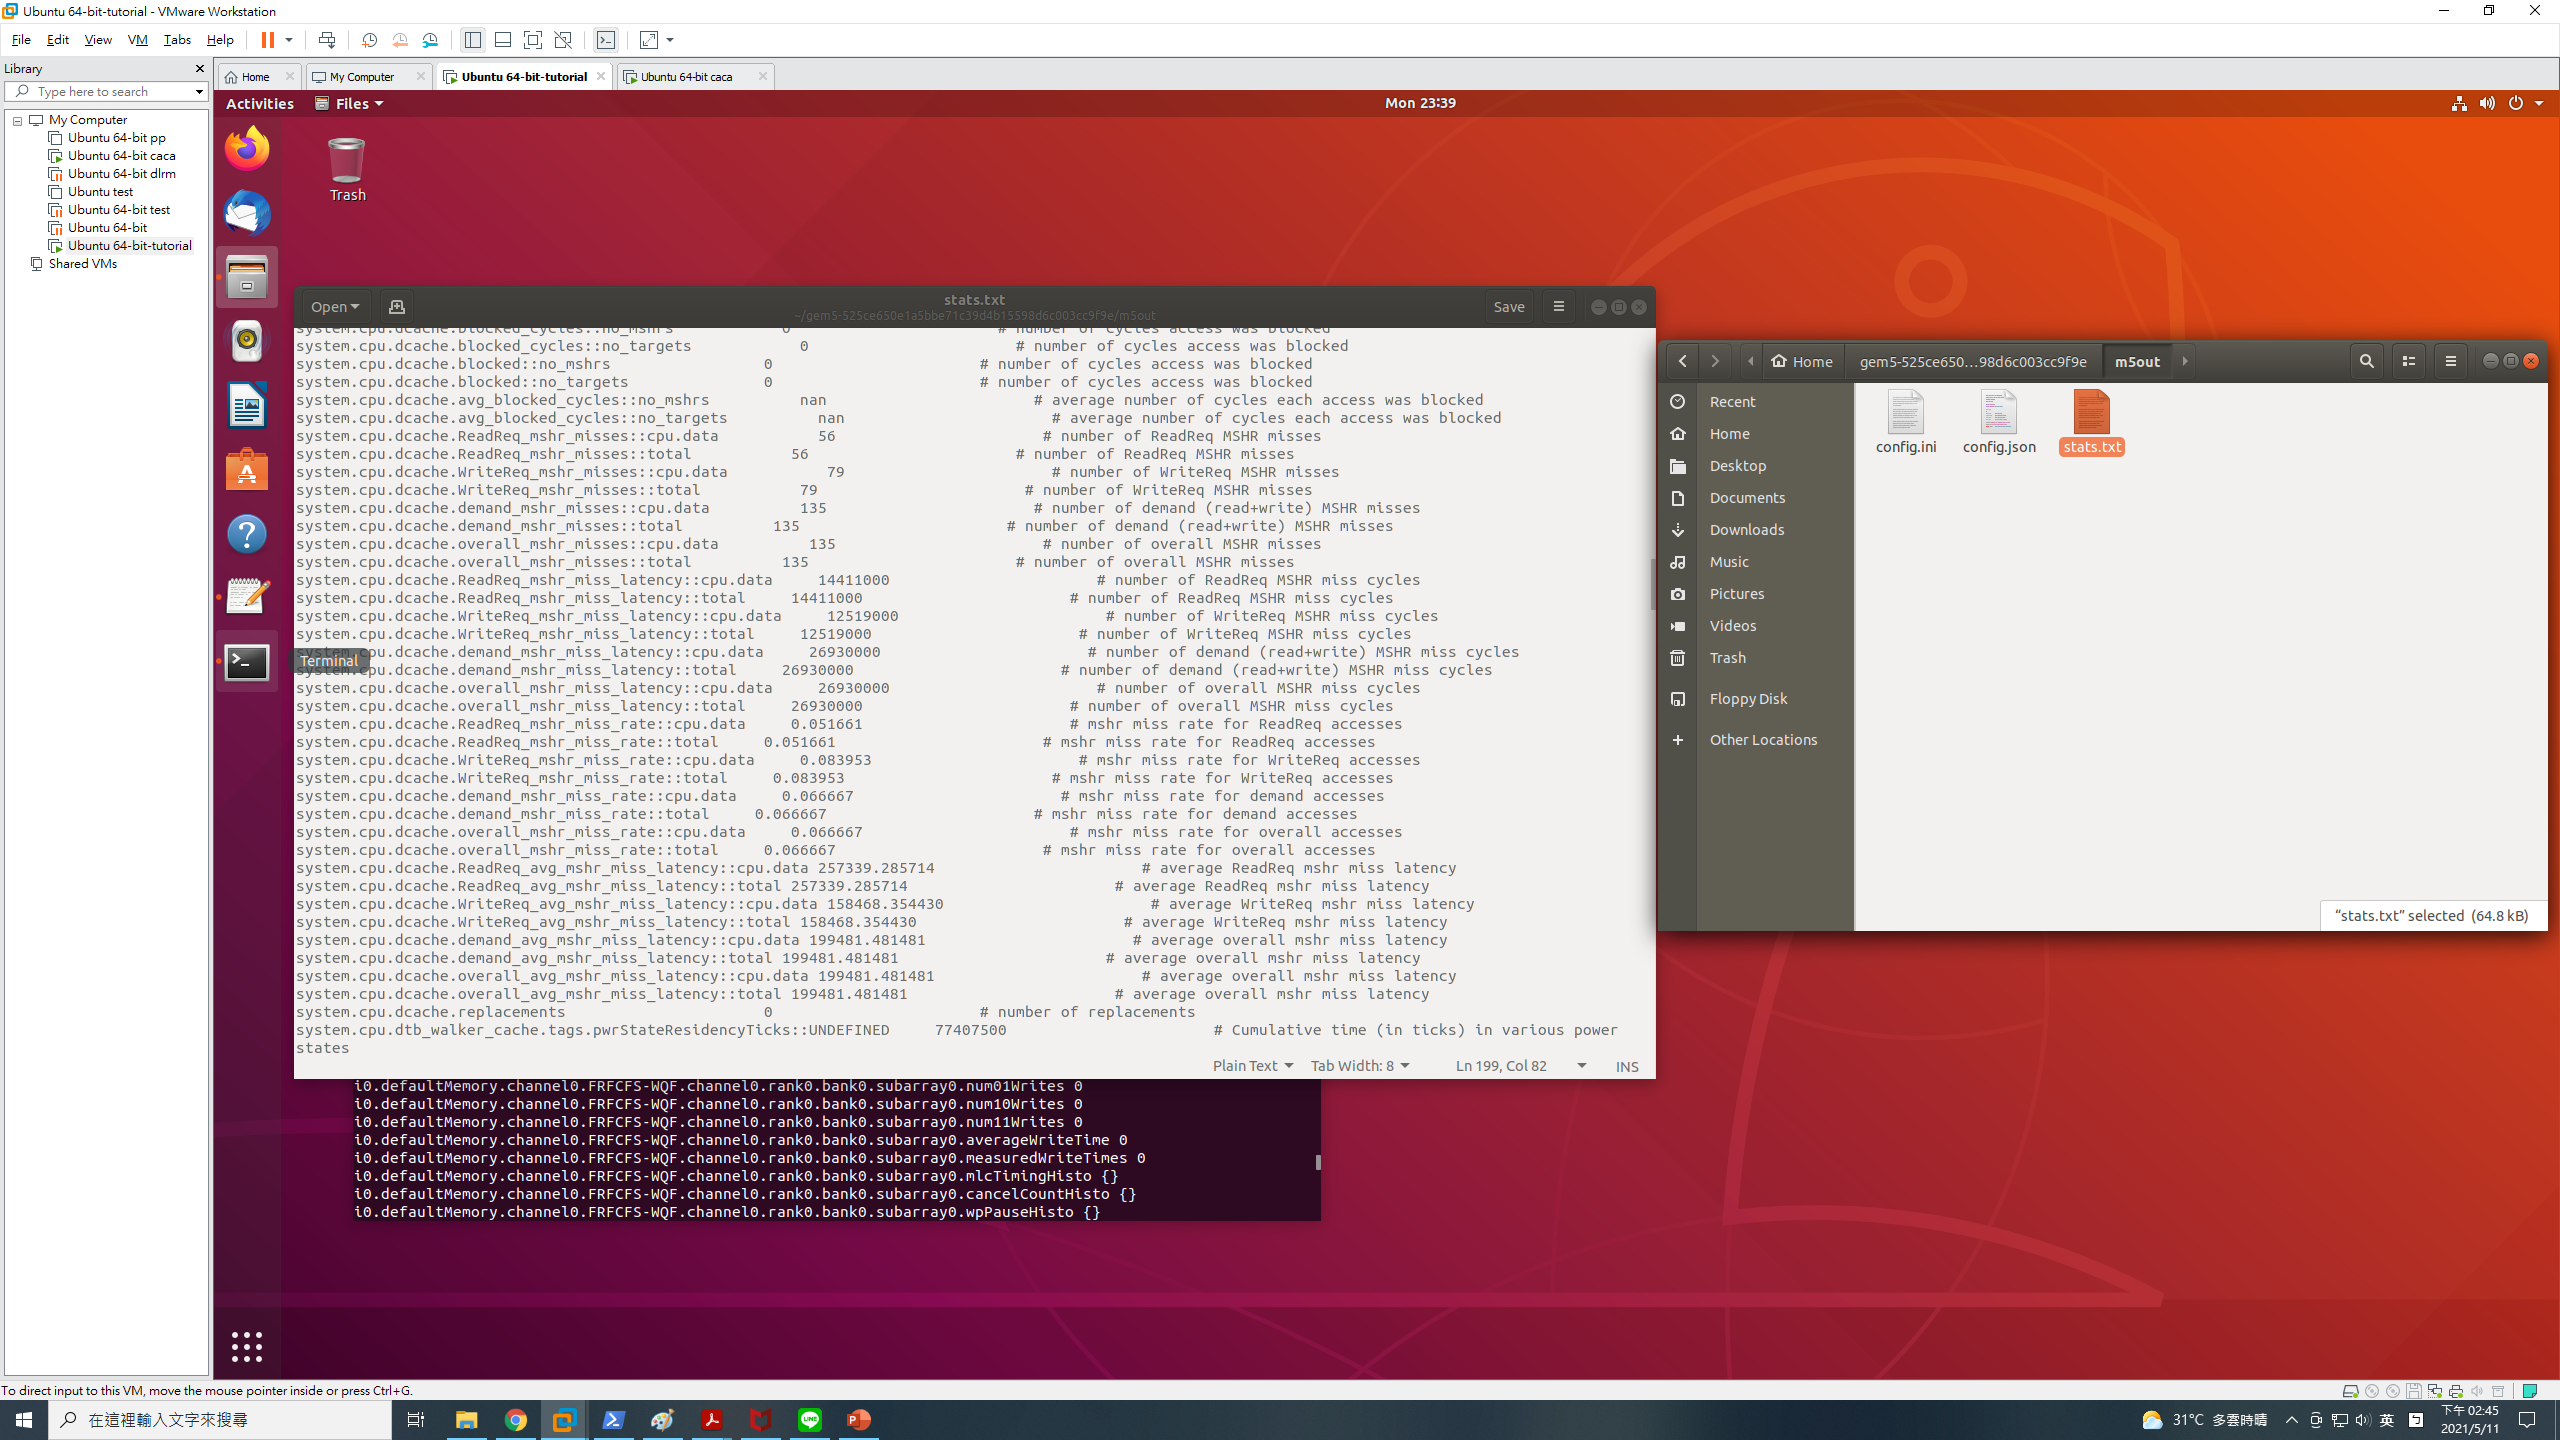 Ubuntu 64-bit-tutorial - VMware Workstation
File Edit View VM Tabs Help
Library
Type here to search
My Computer
Ubuntu 64-bit pp
Ubuntu 64-bit caca
Ubuntu 64-bit dlrm
Ubuntu test
Ubuntu 64-bit test
Ubuntu 64-bit
Ubuntu 64-bit-tutorial
Shared VMs
Home My Computer Ubuntu 64-bit-tutorial Ubuntu 64-bit caca
Activities Files Mon 23:39
Trash
Open stats.txt Save
~/gem5-525ce650e1a5bbe71c39d4b15598d6c003cc9f9e/m5out
system.cpu.dcache.blocked_cycles::no_mshrs 0 # number of cycles access was blocked
system.cpu.dcache.blocked_cycles::no_targets 0 # number of cycles access was blocked
system.cpu.dcache.blocked::no_mshrs 0 # number of cycles access was blocked
system.cpu.dcache.blocked::no_targets 0 # number of cycles access was blocked
system.cpu.dcache.avg_blocked_cycles::no_mshrs nan # average number of cycles each access was blocked
system.cpu.dcache.avg_blocked_cycles::no_targets nan # average number of cycles each access was blocked
system.cpu.dcache.ReadReq_mshr_misses::cpu.data 56 # number of ReadReq MSHR misses
system.cpu.dcache.ReadReq_mshr_misses::total 56 # number of ReadReq MSHR misses
system.cpu.dcache.WriteReq_mshr_misses::cpu.data 79 # number of WriteReq MSHR misses
system.cpu.dcache.WriteReq_mshr_misses::total 79 # number of WriteReq MSHR misses
system.cpu.dcache.demand_mshr_misses::cpu.data 135 # number of demand (read+write) MSHR misses
system.cpu.dcache.demand_mshr_misses::total 135 # number of demand (read+write) MSHR misses
system.cpu.dcache.overall_mshr_misses::cpu.data 135 # number of overall MSHR misses
system.cpu.dcache.overall_mshr_misses::total 135 # number of overall MSHR misses
system.cpu.dcache.ReadReq_mshr_miss_latency::cpu.data 14411000 # number of ReadReq MSHR miss cycles
system.cpu.dcache.ReadReq_mshr_miss_latency::total 14411000 # number of ReadReq MSHR miss cycles
system.cpu.dcache.WriteReq_mshr_miss_latency::cpu.data 12519000 # number of WriteReq MSHR miss cycles
system.cpu.dcache.WriteReq_mshr_miss_latency::total 12519000 # number of WriteReq MSHR miss cycles
system.cpu.dcache.demand_mshr_miss_latency::cpu.data 26930000 # number of demand (read+write) MSHR miss cycles
Terminal
system.cpu.dcache.demand_mshr_miss_latency::total 26930000 # number of demand (read+write) MSHR miss cycles
system.cpu.dcache.overall_mshr_miss_latency::cpu.data 26930000 # number of overall MSHR miss cycles
system.cpu.dcache.overall_mshr_miss_latency::total 26930000 # number of overall MSHR miss cycles
system.cpu.dcache.ReadReq_mshr_miss_rate::cpu.data 0.051661 # mshr miss rate for ReadReq accesses
system.cpu.dcache.ReadReq_mshr_miss_rate::total 0.051661 # mshr miss rate for ReadReq accesses
system.cpu.dcache.WriteReq_mshr_miss_rate::cpu.data 0.083953 # mshr miss rate for WriteReq accesses
system.cpu.dcache.WriteReq_mshr_miss_rate::total 0.083953 # mshr miss rate for WriteReq accesses
system.cpu.dcache.demand_mshr_miss_rate::cpu.data 0.066667 # mshr miss rate for demand accesses
system.cpu.dcache.demand_mshr_miss_rate::total 0.066667 # mshr miss rate for demand accesses
system.cpu.dcache.overall_mshr_miss_rate::cpu.data 0.066667 # mshr miss rate for overall accesses
system.cpu.dcache.overall_mshr_miss_rate::total 0.066667 # mshr miss rate for overall accesses
system.cpu.dcache.ReadReq_avg_mshr_miss_latency::cpu.data 257339.285714 # average ReadReq mshr miss latency
system.cpu.dcache.ReadReq_avg_mshr_miss_latency::total 257339.285714 # average ReadReq mshr miss latency
system.cpu.dcache.WriteReq_avg_mshr_miss_latency::cpu.data 158468.354430 # average WriteReq mshr miss latency
system.cpu.dcache.WriteReq_avg_mshr_miss_latency::total 158468.354430 # average WriteReq mshr miss latency
system.cpu.dcache.demand_avg_mshr_miss_latency::cpu.data 199481.481481 # average overall mshr miss latency
system.cpu.dcache.demand_avg_mshr_miss_latency::total 199481.481481 # average overall mshr miss latency
system.cpu.dcache.overall_avg_mshr_miss_latency::cpu.data 199481.481481 # average overall mshr miss latency
system.cpu.dcache.overall_avg_mshr_miss_latency::total 199481.481481 # average overall mshr miss latency
system.cpu.dcache.replacements 0 # number of replacements
system.cpu.dtb_walker_cache.tags.pwrStateResidencyTicks::UNDEFINED 77407500 # Cumulative time (in ticks) in various power
states
Plain Text Tab Width: 8 Ln 199, Col 82 INS
Home gem5-525ce650…98d6c003cc9f9e m5out
Recent
Home
Desktop
Documents
Downloads
Music
Pictures
Videos
Trash
Floppy Disk
Other Locations
config.ini config.json stats.txt
“stats.txt” selected (64.8 kB)
i0.defaultMemory.channel0.FRFCFS-WQF.channel0.rank0.bank0.subarray0.num01Writes 0
i0.defaultMemory.channel0.FRFCFS-WQF.channel0.rank0.bank0.subarray0.num10Writes 0
i0.defaultMemory.channel0.FRFCFS-WQF.channel0.rank0.bank0.subarray0.num11Writes 0
i0.defaultMemory.channel0.FRFCFS-WQF.channel0.rank0.bank0.subarray0.averageWriteTime 0
i0.defaultMemory.channel0.FRFCFS-WQF.channel0.rank0.bank0.subarray0.measuredWriteTimes 0
i0.defaultMemory.channel0.FRFCFS-WQF.channel0.rank0.bank0.subarray0.mlcTimingHisto {}
i0.defaultMemory.channel0.FRFCFS-WQF.channel0.rank0.bank0.subarray0.cancelCountHisto {}
i0.defaultMemory.channel0.FRFCFS-WQF.channel0.rank0.bank0.subarray0.wpPauseHisto {}
To direct input to this VM, move the mouse pointer inside or press Ctrl+G.
在這裡輸入文字來搜尋
31°C 多雲時晴 英 下午 02:45
2021/5/11